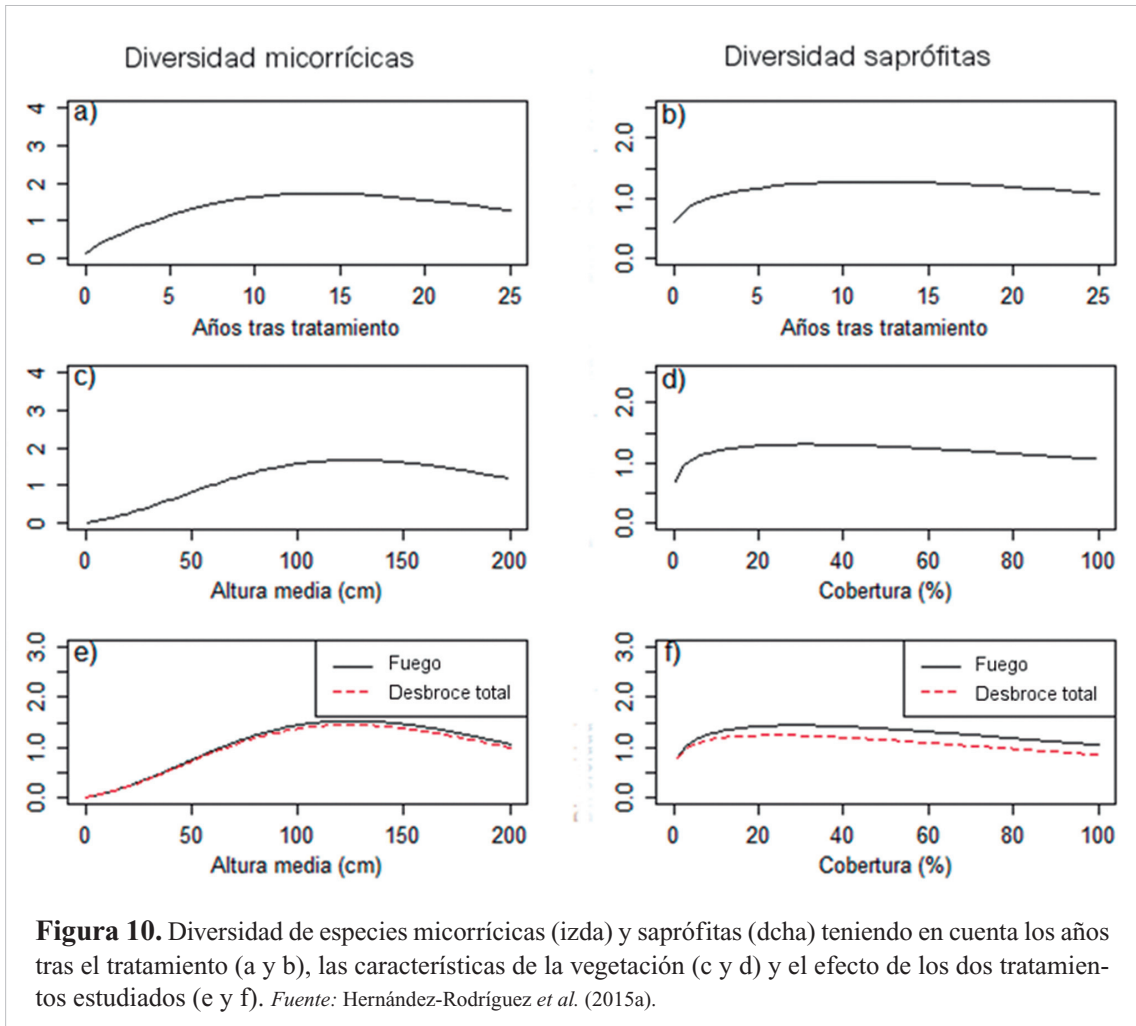 Diversidad micorrícicas
Diversidad saprófitas
a)
4
3
2
1
0
0 5 10 15 20 25
Años tras tratamiento
b)
2.0
1.0
0.0
0 5 10 15 20 25
Años tras tratamiento
c)
4
3
2
1
0
0 50 100 150 200
Altura media (cm)
d)
2.0
1.0
0.0
0 20 40 60 80 100
Cobertura (%)
e)
3.0
2.0
1.0
0.0
Fuego
Desbroce total
0 50 100 150 200
Altura media (cm)
f)
3.0
2.0
1.0
0.0
Fuego
Desbroce total
0 20 40 60 80 100
Cobertura (%)
Figura 10. Diversidad de especies micorrícicas (izda) y saprófitas (dcha) teniendo en cuenta los años
tras el tratamiento (a y b), las características de la vegetación (c y d) y el efecto de los dos tratamien-
tos estudiados (e y f). Fuente: Hernández-Rodríguez et al. (2015a).